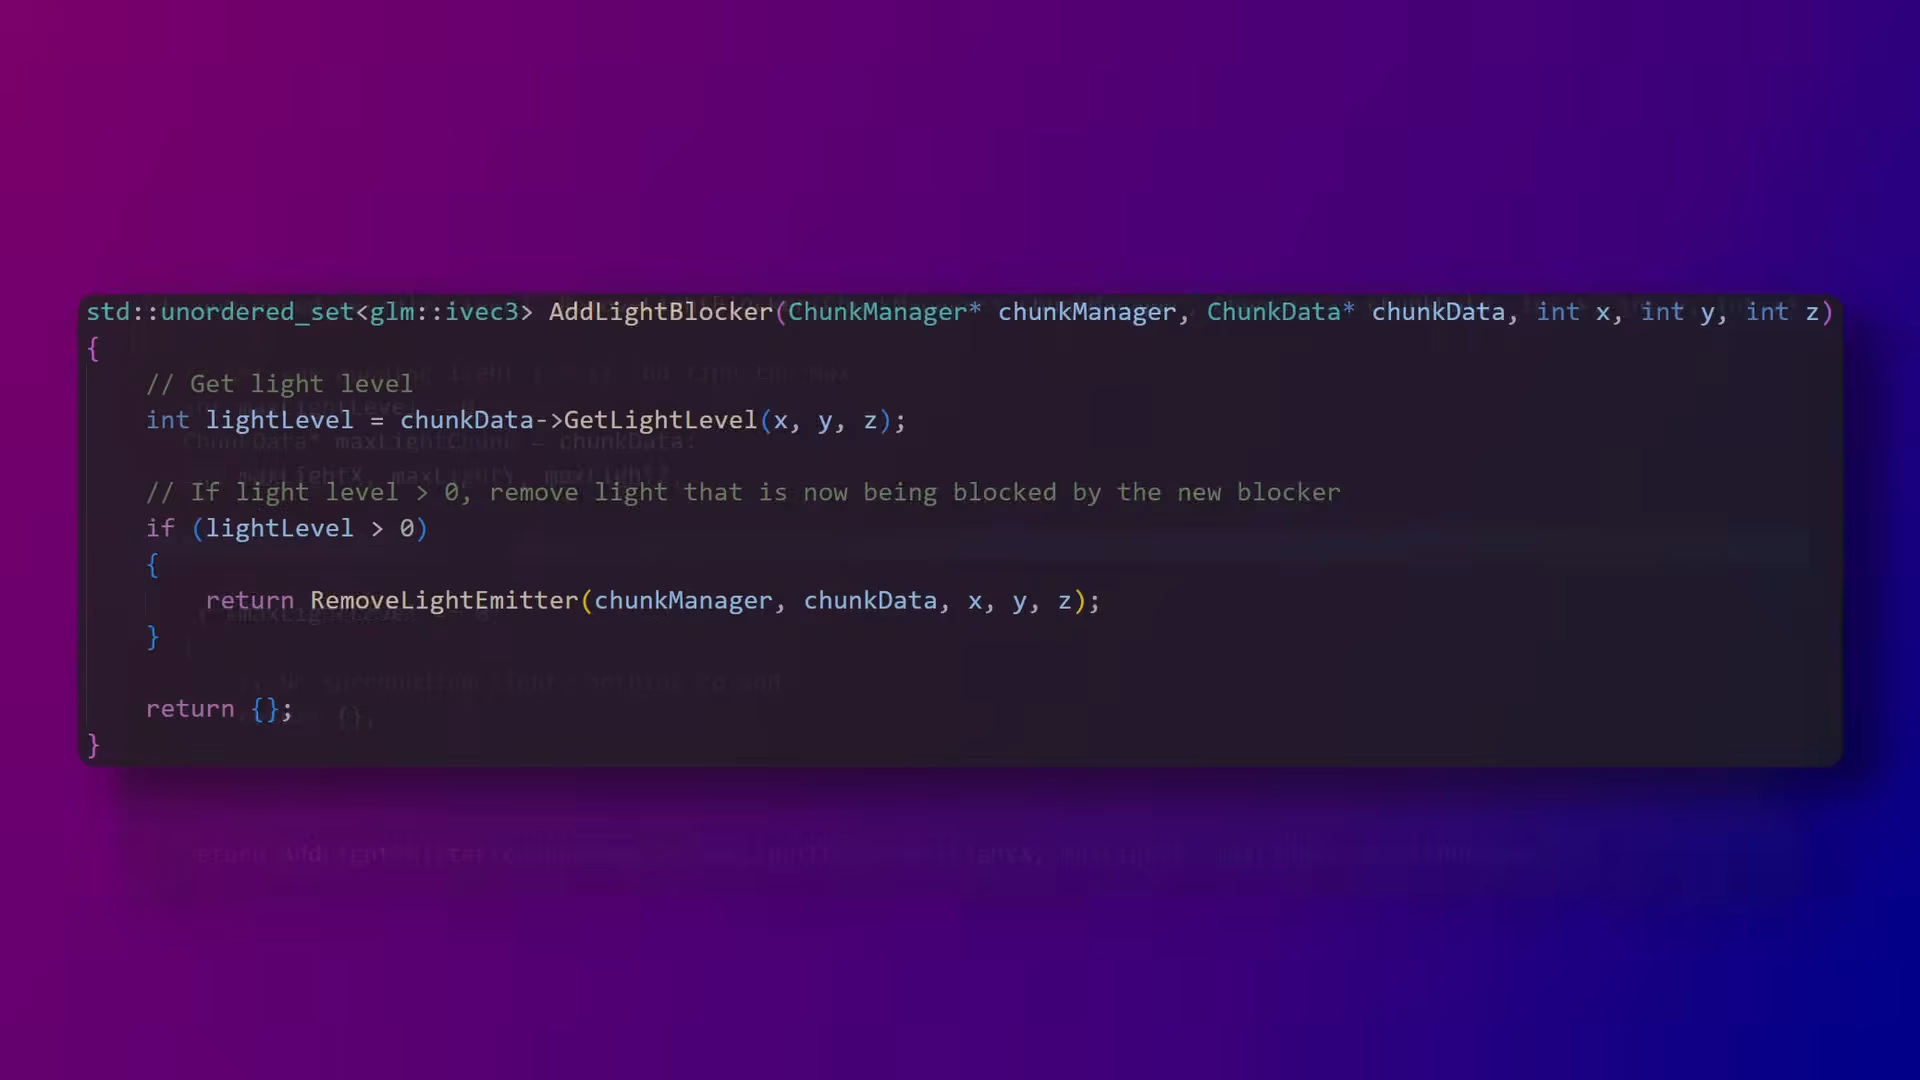 std::unordered_set<glm::ivec3> AddLightBlocker(ChunkManager* chunkManager, ChunkData* chunkData, int x, int y, int z)
{
    // Get light level
    int lightLevel = chunkData->GetLightLevel(x, y, z);

    // If light level > 0, remove light that is now being blocked by the new blocker
    if (lightLevel > 0)
    {
        return RemoveLightEmitter(chunkManager, chunkData, x, y, z);
    }

    return {};
}